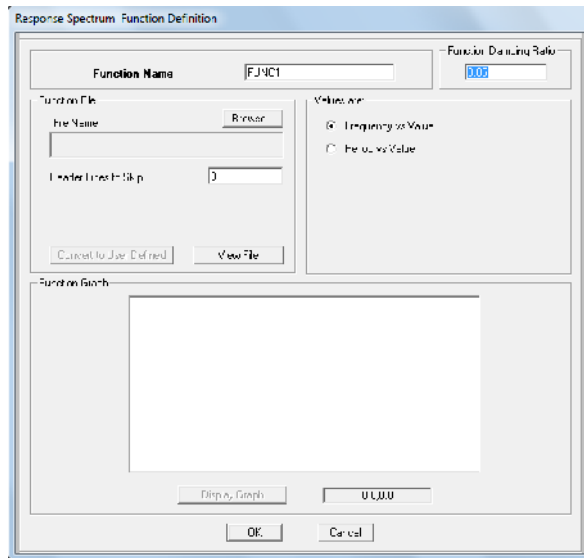 Response Spectrum Function Definition
Function Damping Ratio
Function Name
FUNC1
Function File
Values are:
File Name
Browse
Frequency vs Value
Period vs Value
Header Lines to Skip
0
Convert to User Defined
View File
Function Graph
Display Graph
OK
Cancel